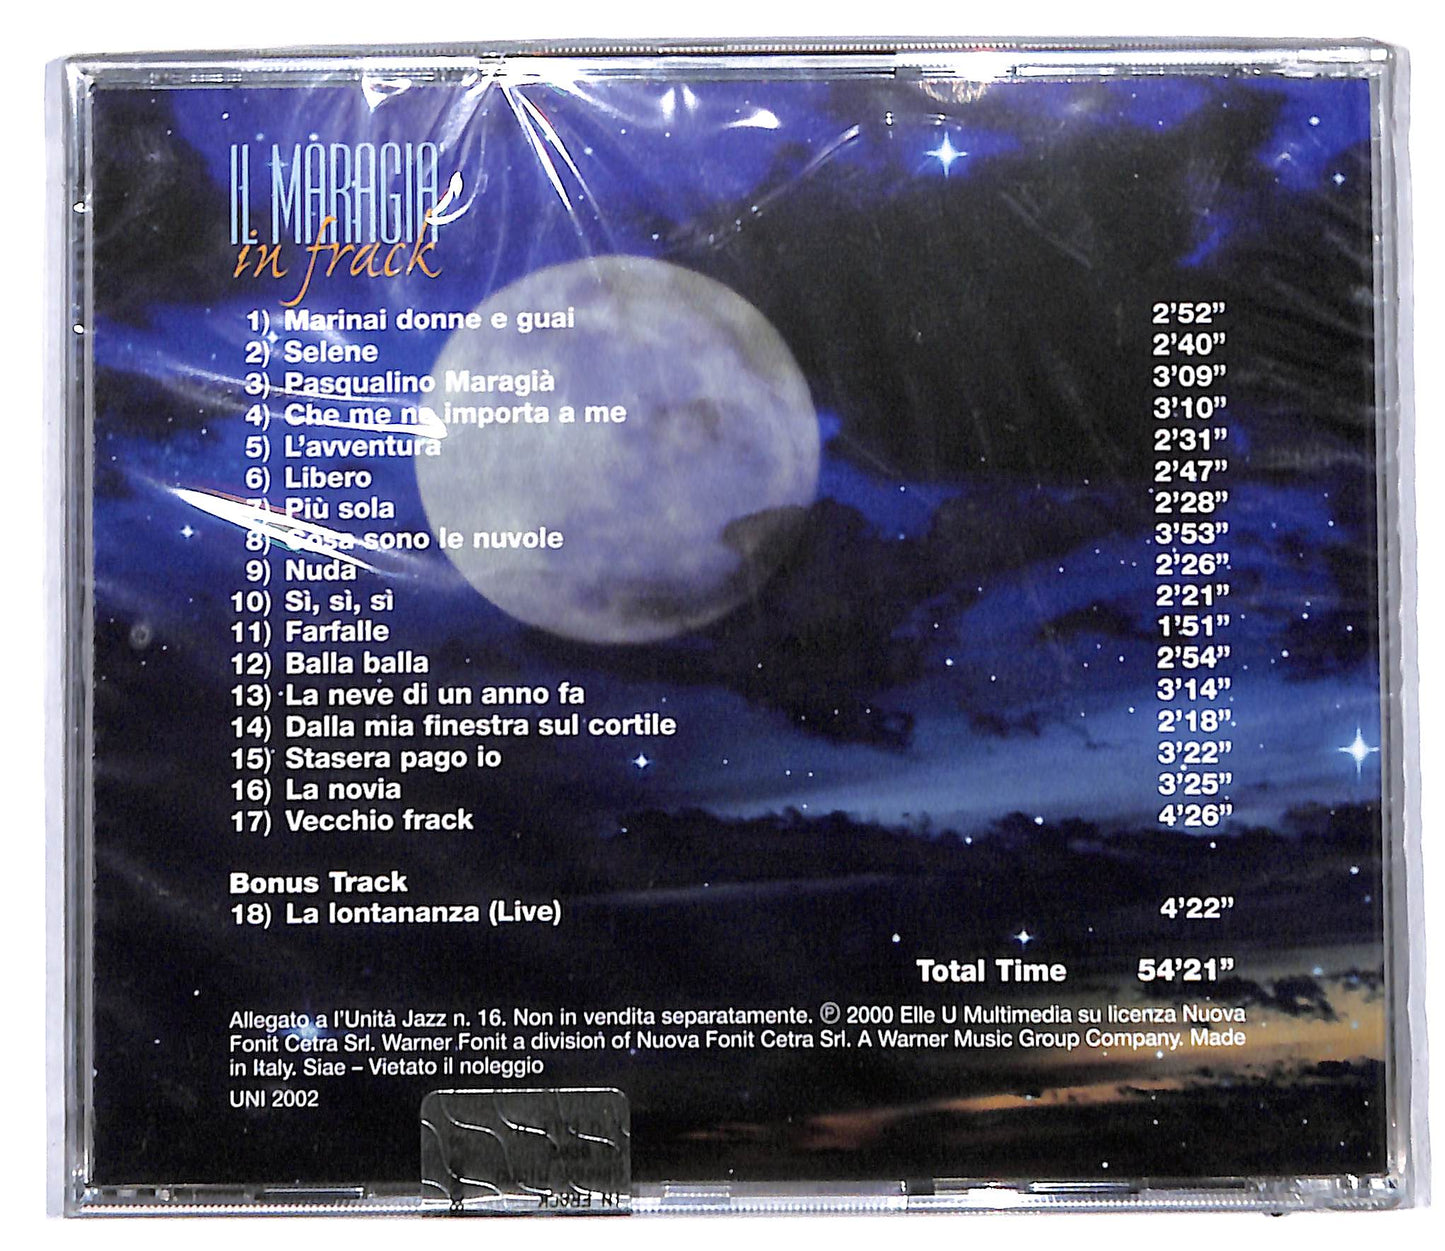 IL MARAGIA'
in frack
1) Marinai donne e guai 2'52”
2) Selene 2'40”
3) Pasqualino Maragià 3'09”
4) Che me ne importa a me 3'10”
5) L'avventura 2'31”
6) Libero 2'47”
7) Più sola 2'28”
8) Cosa sono le nuvole 3'53”
9) Nuda 2'26”
10) Sì, sì, sì 2'21”
11) Farfalle 1'51”
12) Balla balla 2'54”
13) La neve di un anno fa 3'14”
14) Dalla mia finestra sul cortile 2'18”
15) Stasera pago io 3'22”
16) La novia 3'25”
17) Vecchio frack 4'26”
Bonus Track
18) La lontananza (Live) 4'22”
Total Time 54'21”
Allegato a l'Unità Jazz n. 16. Non in vendita separatamente. ℗ 2000 Elle U Multimedia su licenza Nuova
Fonit Cetra Srl. Warner Fonit a division of Nuova Fonit Cetra Srl. A Warner Music Group Company. Made
in Italy. Siae – Vietato il noleggio
UNI 2002
IN FRACK